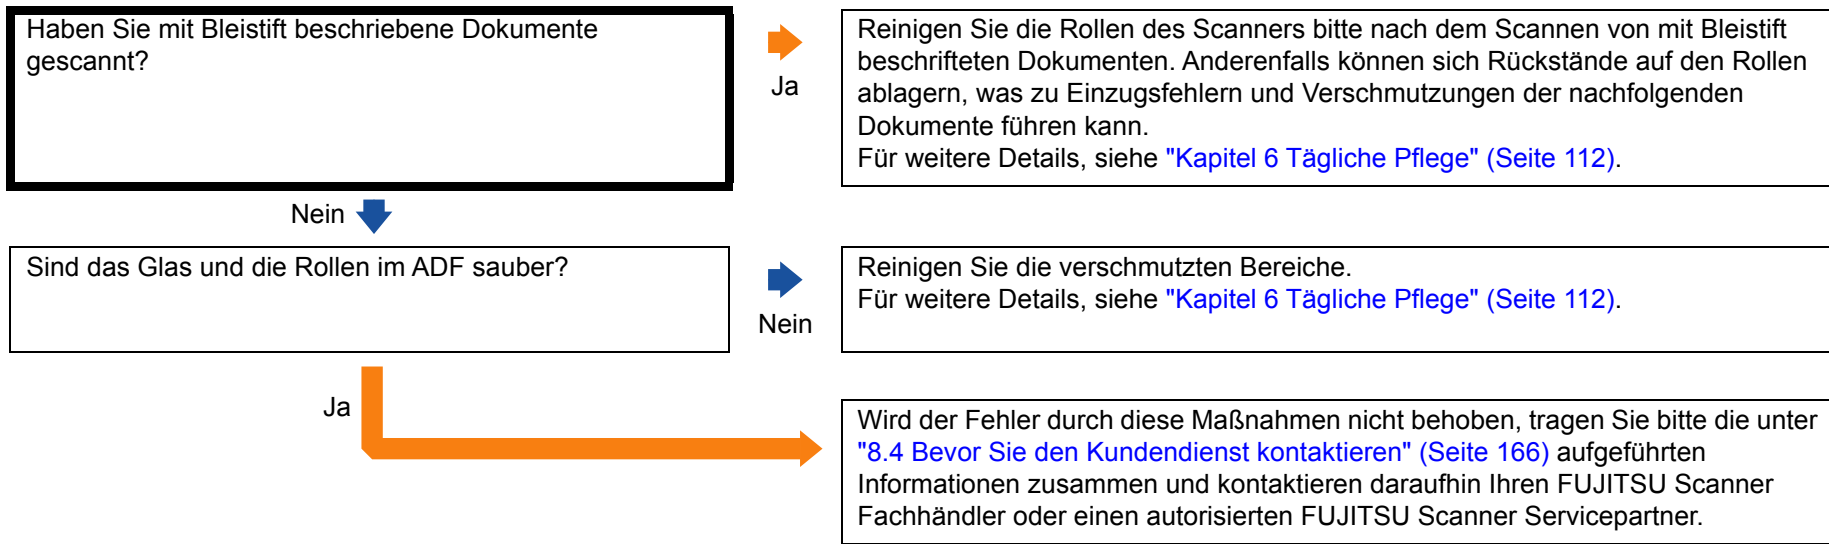 Haben Sie mit Bleistift beschriebene Dokumente
gescannt?
Ja
Reinigen Sie die Rollen des Scanners bitte nach dem Scannen von mit Bleistift
beschrifteten Dokumenten. Anderenfalls können sich Rückstände auf den Rollen
ablagern, was zu Einzugsfehlern und Verschmutzungen der nachfolgenden
Dokumente führen kann.
Für weitere Details, siehe "Kapitel 6 Tägliche Pflege" (Seite 112).
Nein
Sind das Glas und die Rollen im ADF sauber?
Nein
Reinigen Sie die verschmutzten Bereiche.
Für weitere Details, siehe "Kapitel 6 Tägliche Pflege" (Seite 112).
Ja
Wird der Fehler durch diese Maßnahmen nicht behoben, tragen Sie bitte die unter
"8.4 Bevor Sie den Kundendienst kontaktieren" (Seite 166) aufgeführten
Informationen zusammen und kontaktieren daraufhin Ihren FUJITSU Scanner
Fachhändler oder einen autorisierten FUJITSU Scanner Servicepartner.